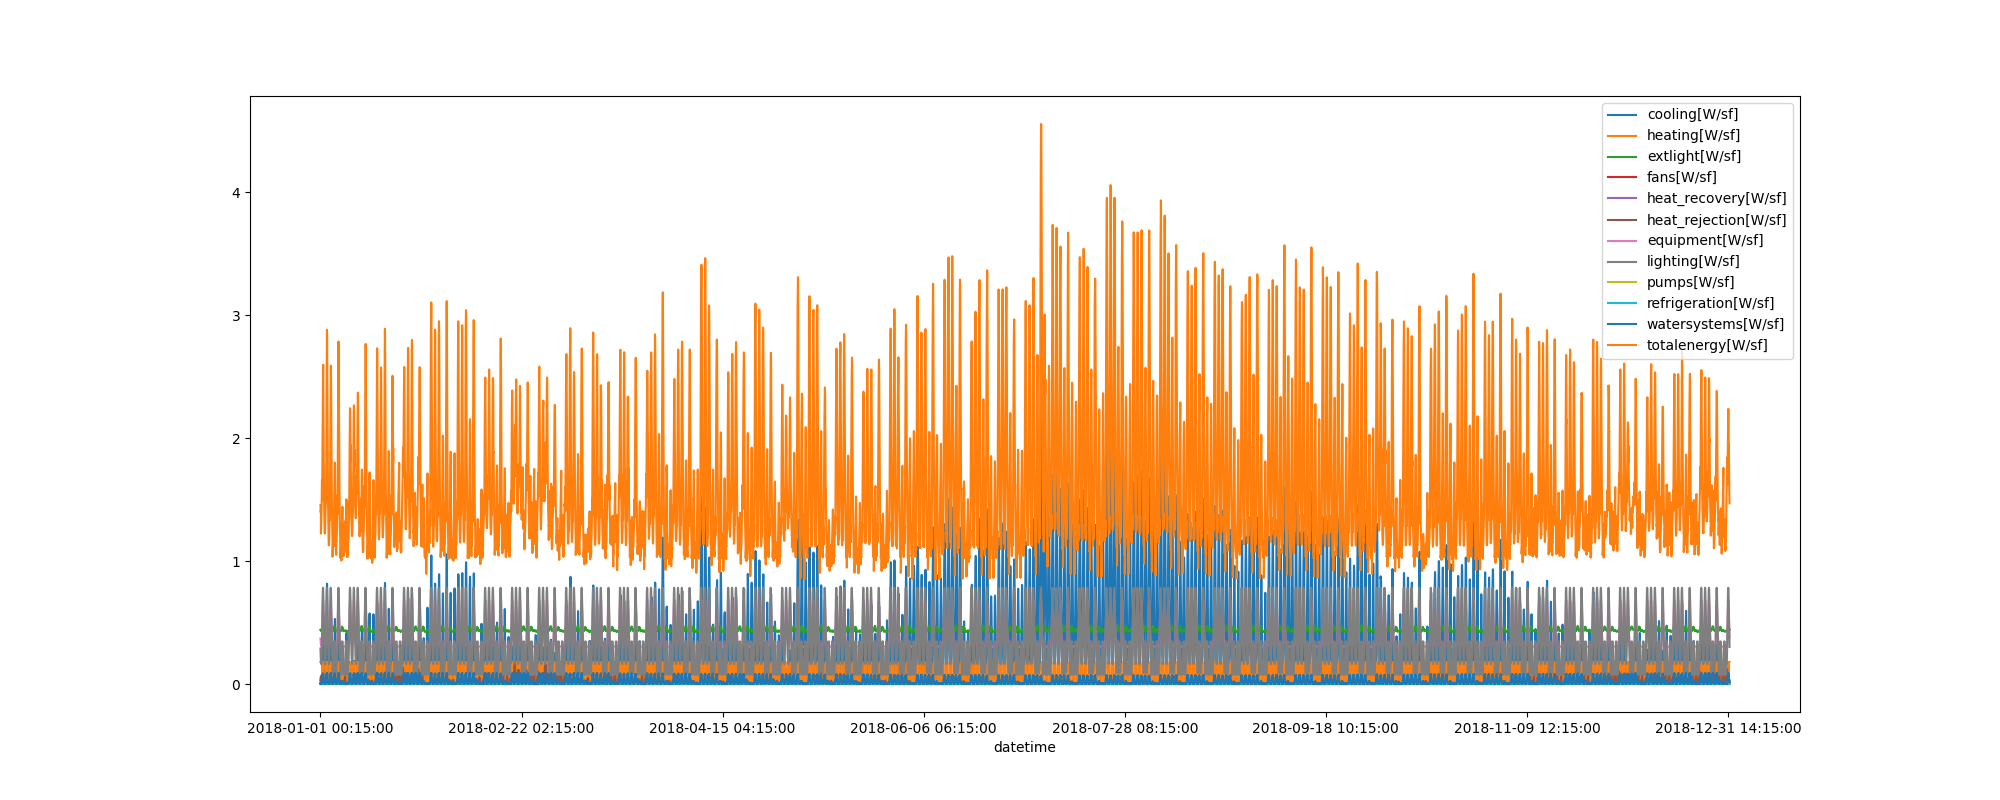 cooling[W/sf]
heating[W/sf]
extlight[W/sf]
fans[W/sf]
heat_recovery[W/sf]
heat_rejection[W/sf]
equipment[W/sf]
lighting[W/sf]
pumps[W/sf]
refrigeration[W/sf]
watersystems[W/sf]
totalenergy[W/sf]
4
3
2
1
0
2018-01-01 00:15:00 2018-02-22 02:15:00 2018-04-15 04:15:00 2018-06-06 06:15:00 2018-07-28 08:15:00 2018-09-18 10:15:00 2018-11-09 12:15:00 2018-12-31 14:15:00
datetime